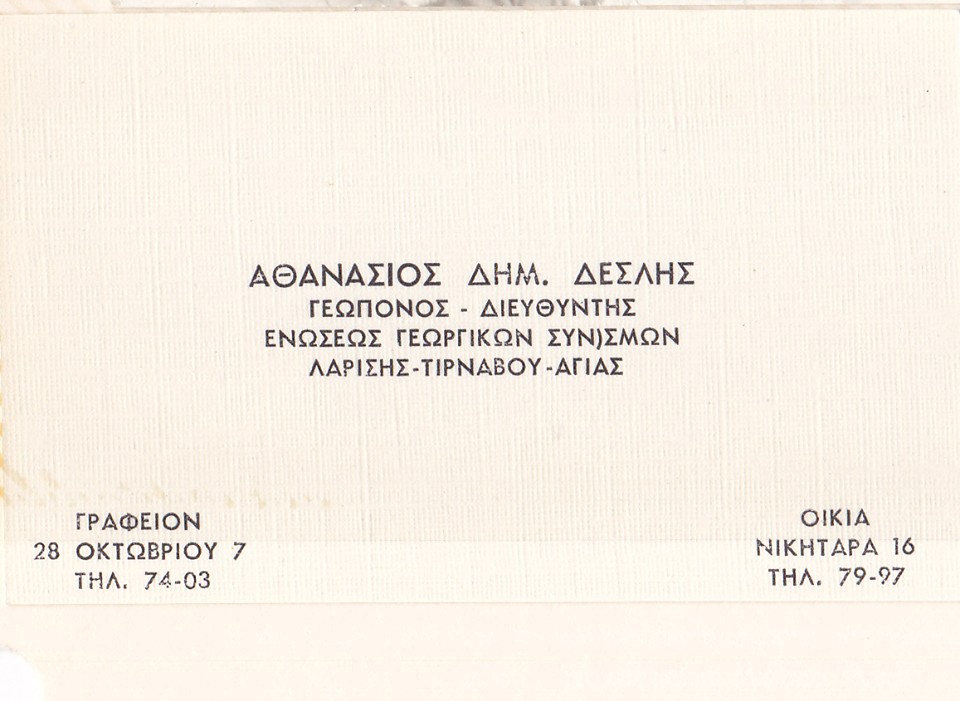 ΑΘΑΝΑΣΙΟΣ ΔΗΜ. ΔΕΣΛΗΣ
ΓΕΩΠΟΝΟΣ - ΔΙΕΥΘΥΝΤΗΣ
ΕΝΩΣΕΩΣ ΓΕΩΡΓΙΚΩΝ ΣΥΝ)ΣΜΩΝ
ΛΑΡΙΣΗΣ-ΤΙΡΝΑΒΟΥ-ΑΓΙΑΣ
ΓΡΑΦΕΙΟΝ
28 ΟΚΤΩΒΡΙΟΥ 7
ΤΗΛ. 74-03
ΟΙΚΙΑ
ΝΙΚΗΤΑΡΑ 16
ΤΗΛ. 79-97